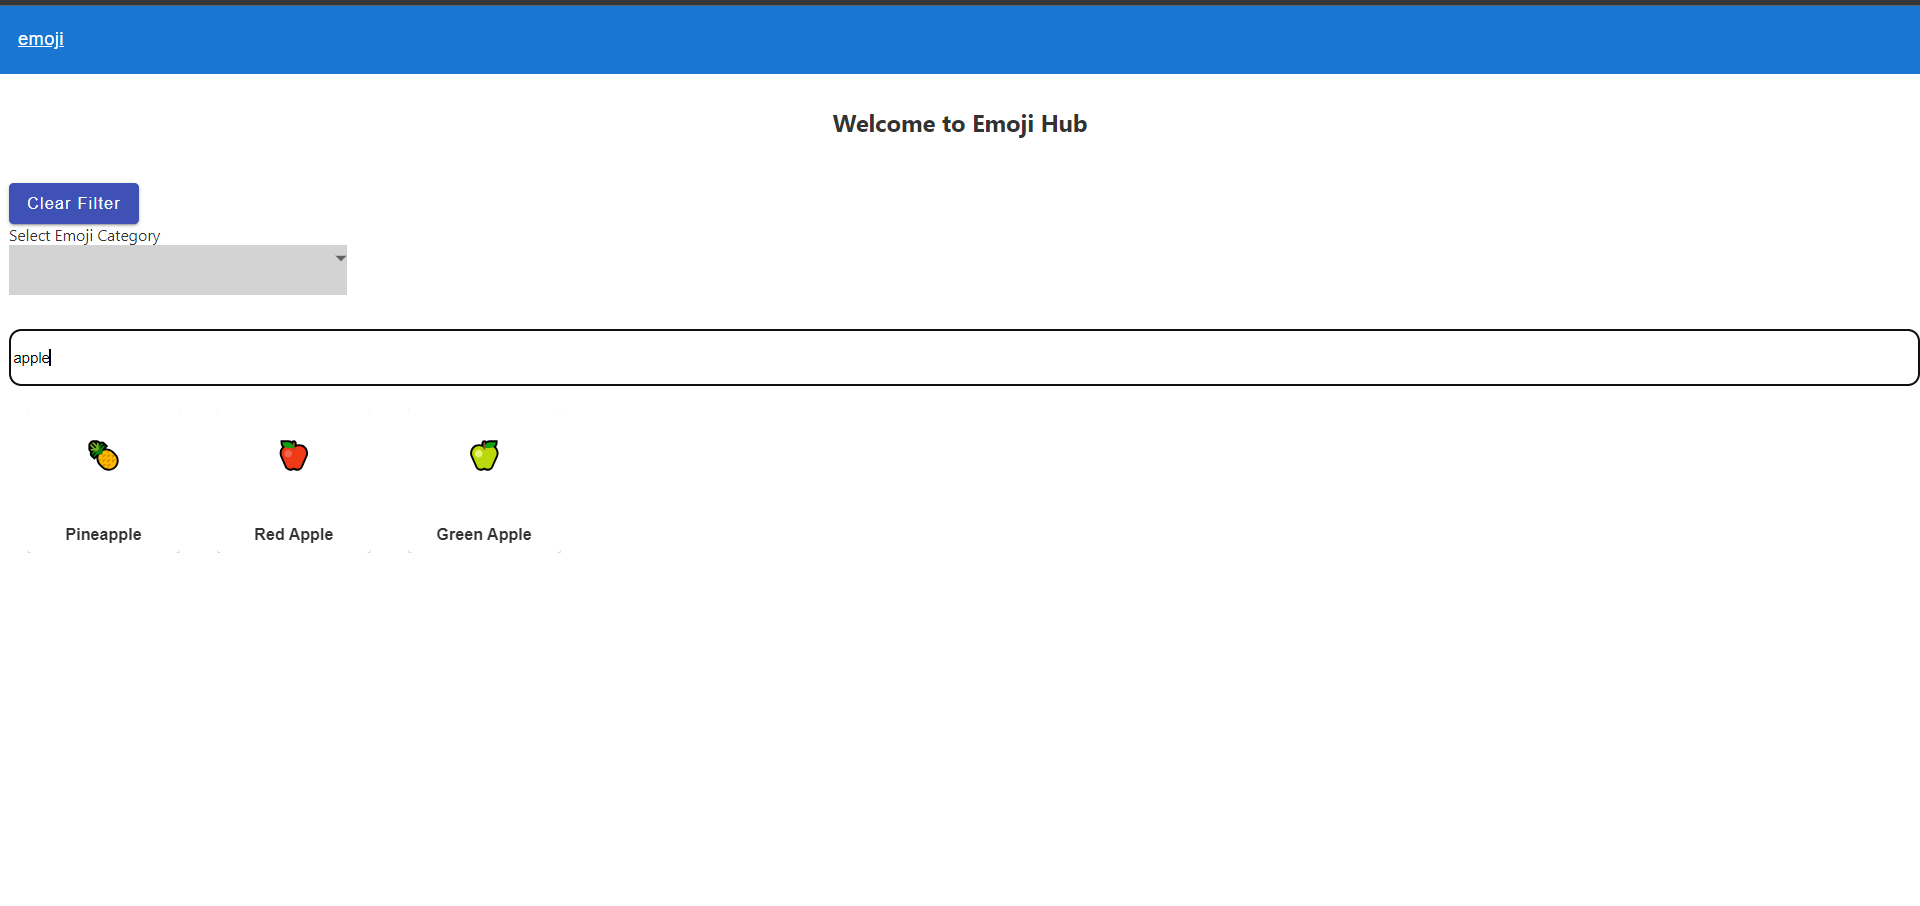 emoji
Welcome to Emoji Hub
Clear Filter
Select Emoji Category
apple
Pineapple
Red Apple
Green Apple